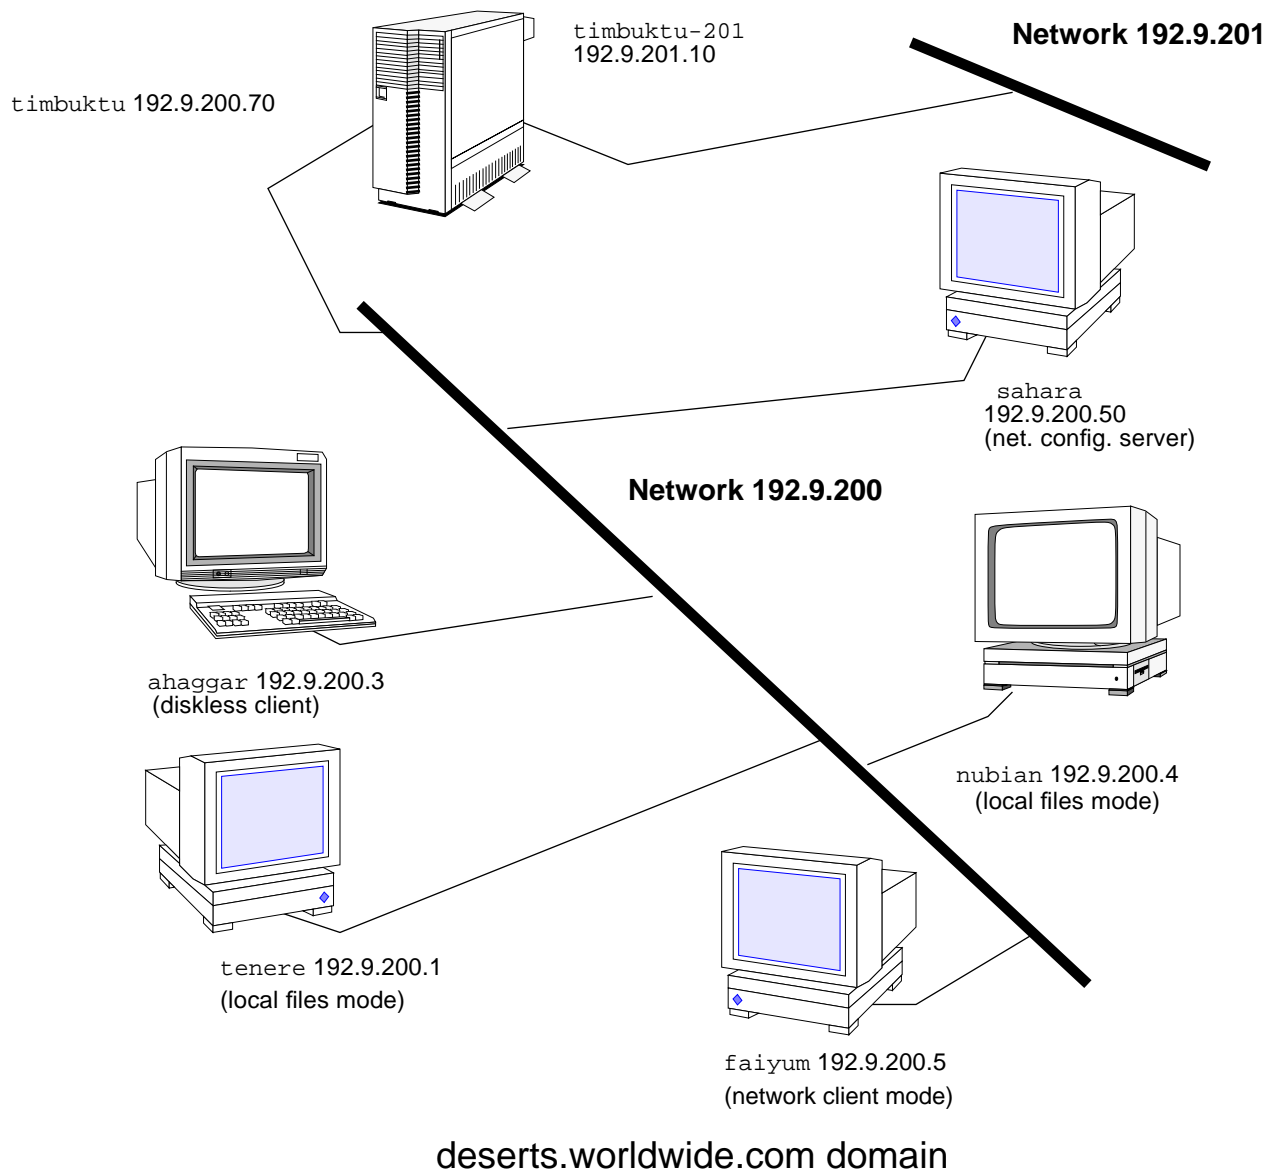 timbuktu-201
192.9.201.10
Network 192.9.201
timbuktu 192.9.200.70
sahara
192.9.200.50
(net. config. server)
Network 192.9.200
ahaggar 192.9.200.3
(diskless client)
nubian 192.9.200.4
(local files mode)
tenere 192.9.200.1
(local files mode)
faiyum 192.9.200.5
(network client mode)
deserts.worldwide.com domain